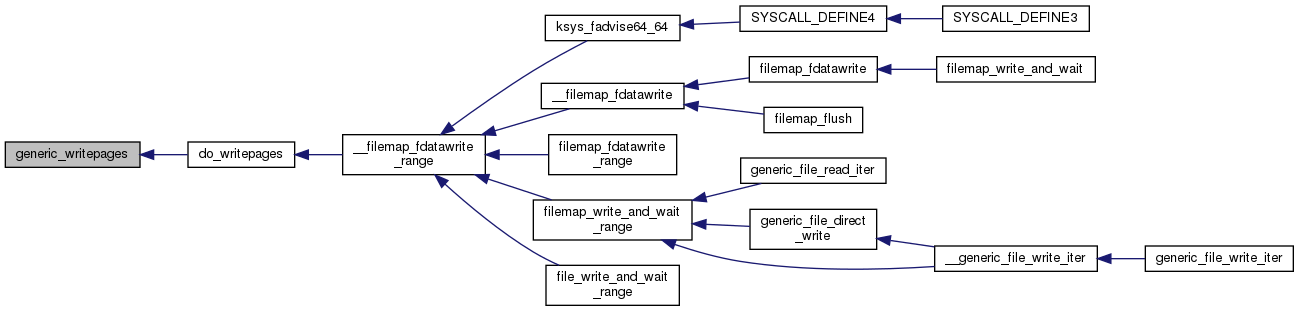 ksys_fadvise64_64
SYSCALL_DEFINE4
SYSCALL_DEFINE3
filemap_fdatawrite
filemap_write_and_wait
__filemap_fdatawrite
filemap_flush
generic_writepages
do_writepages
__filemap_fdatawrite
_range
filemap_fdatawrite
_range
generic_file_read_iter
filemap_write_and_wait
_range
generic_file_direct
_write
__generic_file_write_iter
generic_file_write_iter
file_write_and_wait
_range